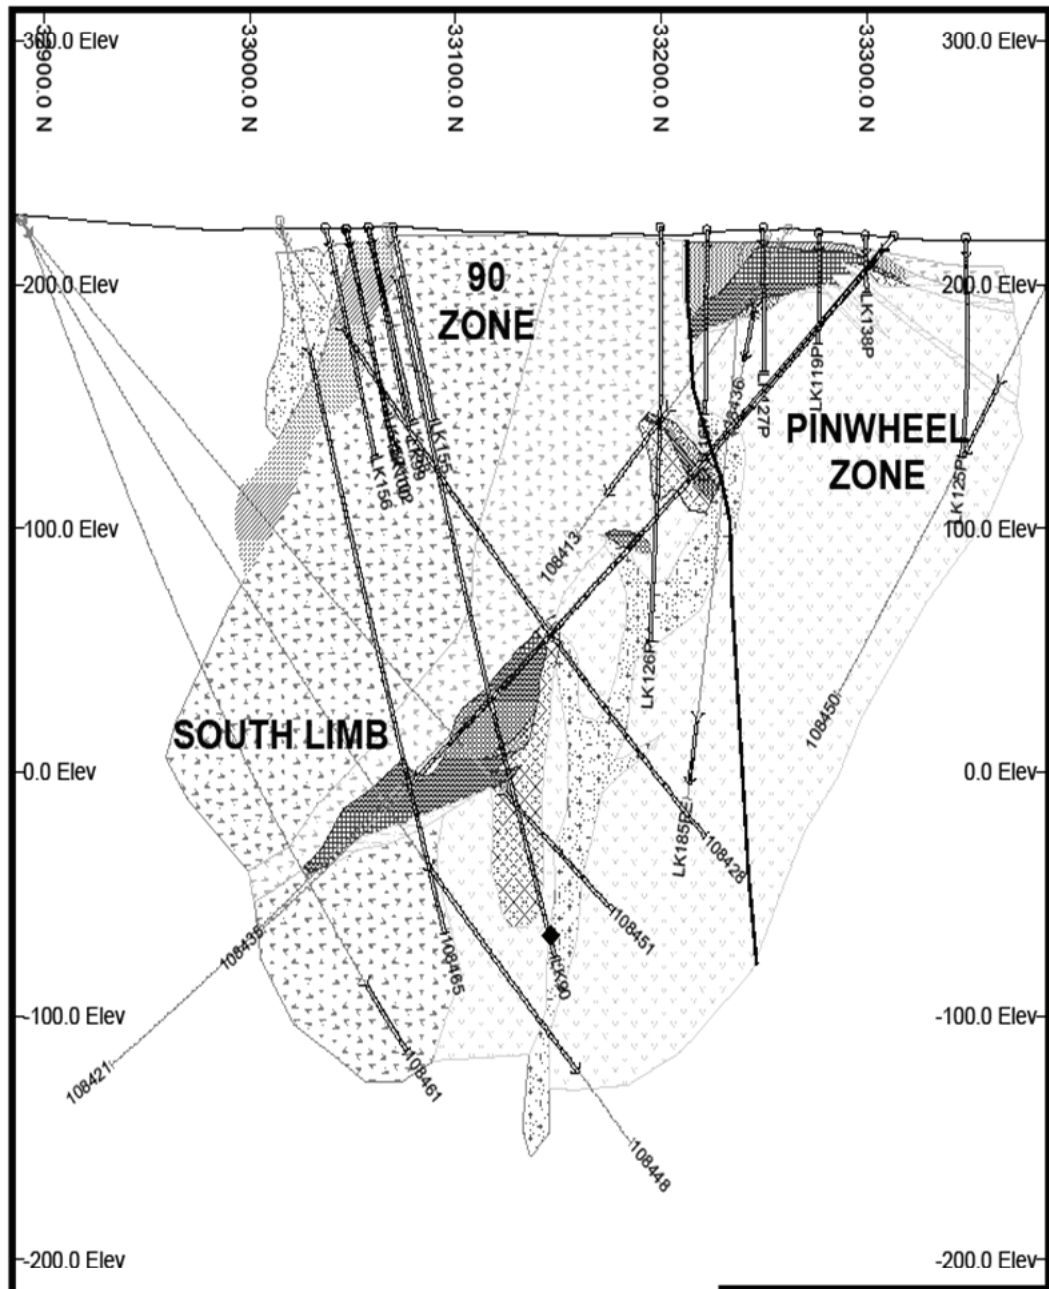 32900.0 N
33000.0 N
33100.0 N
33200.0 N
33300.0 N
300.0 Elev
300.0 Elev
200.0 Elev
200.0 Elev
90
ZONE
LK138P
LK119P
LK127P
108436
PINWHEEL
ZONE
LK155
LK99
LK156
LK125P
100.0 Elev
100.0 Elev
108413
LK126P
108450
SOUTH LIMB
0.0 Elev
0.0 Elev
LK185P
108428
108451
108435
108465
LK90
-100.0 Elev
-100.0 Elev
108421
108461
108448
-200.0 Elev
-200.0 Elev